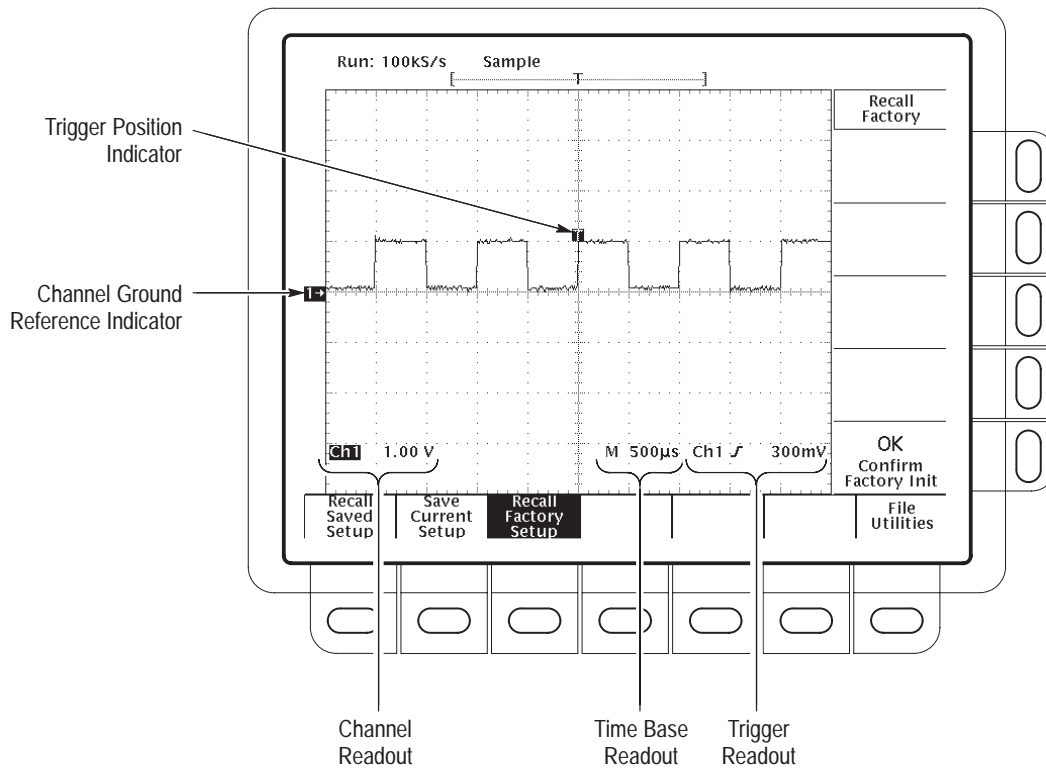 Run: 100kS/s Sample
T
Recall
Factory
Trigger Position
Indicator
T
Channel Ground
Reference Indicator
1→
Ch1 1.00 V M 500µs Ch1 300mV
OK
Confirm
Factory Init
Recall
Saved
Setup
Save
Current
Setup
Recall
Factory
Setup
File
Utilities
Channel
Readout
Time Base
Readout
Trigger
Readout